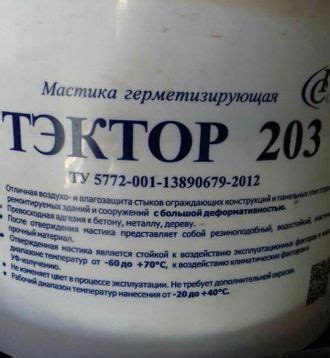 Мастика герметизирующая
ТЭКТОР 203
ТУ 5772-001-13890679-2012
Отличная воздухо- и влагозащита стыков ограждающих конструкций и панельных плит
ремонтируемых зданий и сооружений с большой деформативностью.
Превосходная адгезия к бетону, металлу, дереву.
После отверждения мастика представляет собой резиноподобный, водостойкий,
прочный материал.
Отвержденная мастика является стойкой к воздействию эксплуатационных факторов в
диапазоне температур от -60 до +70°С, к воздействию климатических факторов
УФ-излучению.
Не изменяет цвет в процессе эксплуатации. Не требует дополнительной окраски.
Рабочий диапазон температур нанесения от -20 до +40°С.